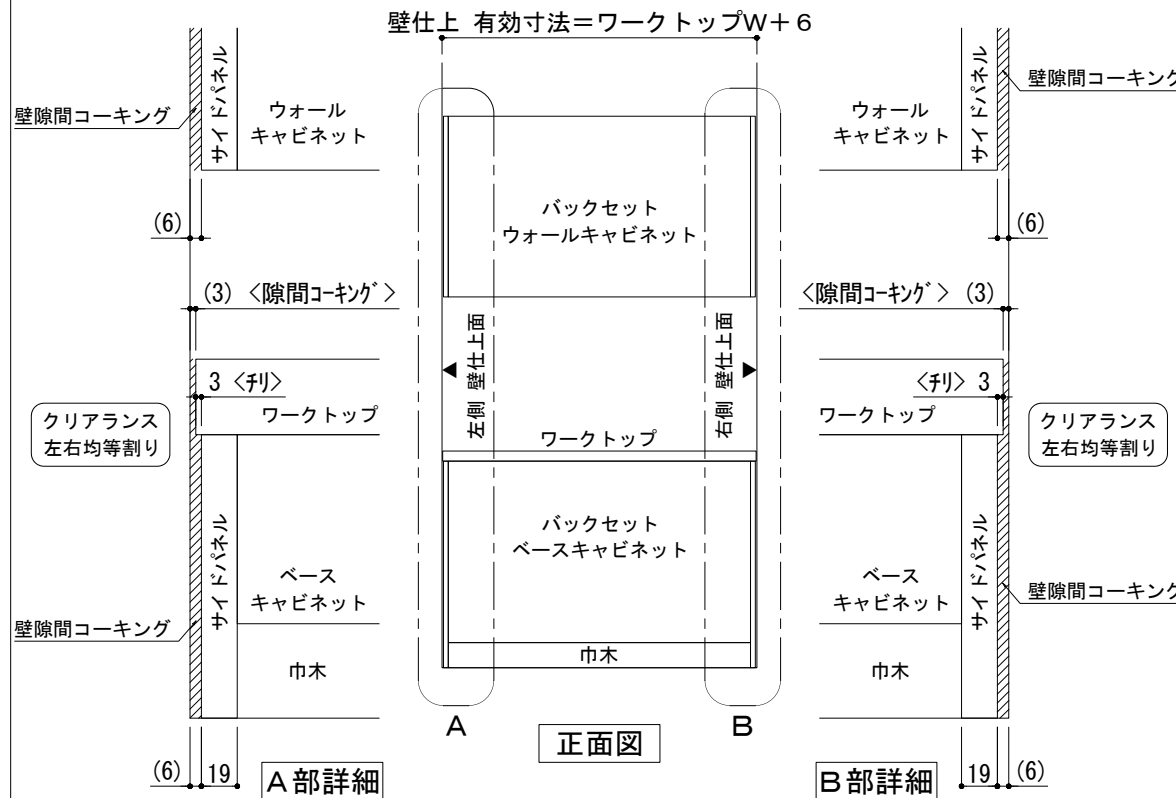 壁仕上 有効寸法＝ワークトップW＋6
壁隙間コーキング
サイドパネル
ウォール
キャビネット
(6)
(3) <隙間ｺｰｷﾝｸﾞ>
3 <ﾁﾘ>
ワークトップ
クリアランス
左右均等割り
サイドパネル
ベース
キャビネット
壁隙間コーキング
巾木
(6) 19
A部詳細
バックセット
ウォールキャビネット
左側 壁仕上面
右側 壁仕上面
ワークトップ
バックセット
ベースキャビネット
巾木
A
B
正面図
ウォール
キャビネット
サイドパネル
壁隙間コーキング
(6)
<隙間ｺｰｷﾝｸﾞ> (3)
<ﾁﾘ> 3
ワークトップ
クリアランス
左右均等割り
ベース
キャビネット
サイドパネル
壁隙間コーキング
巾木
19 (6)
B部詳細